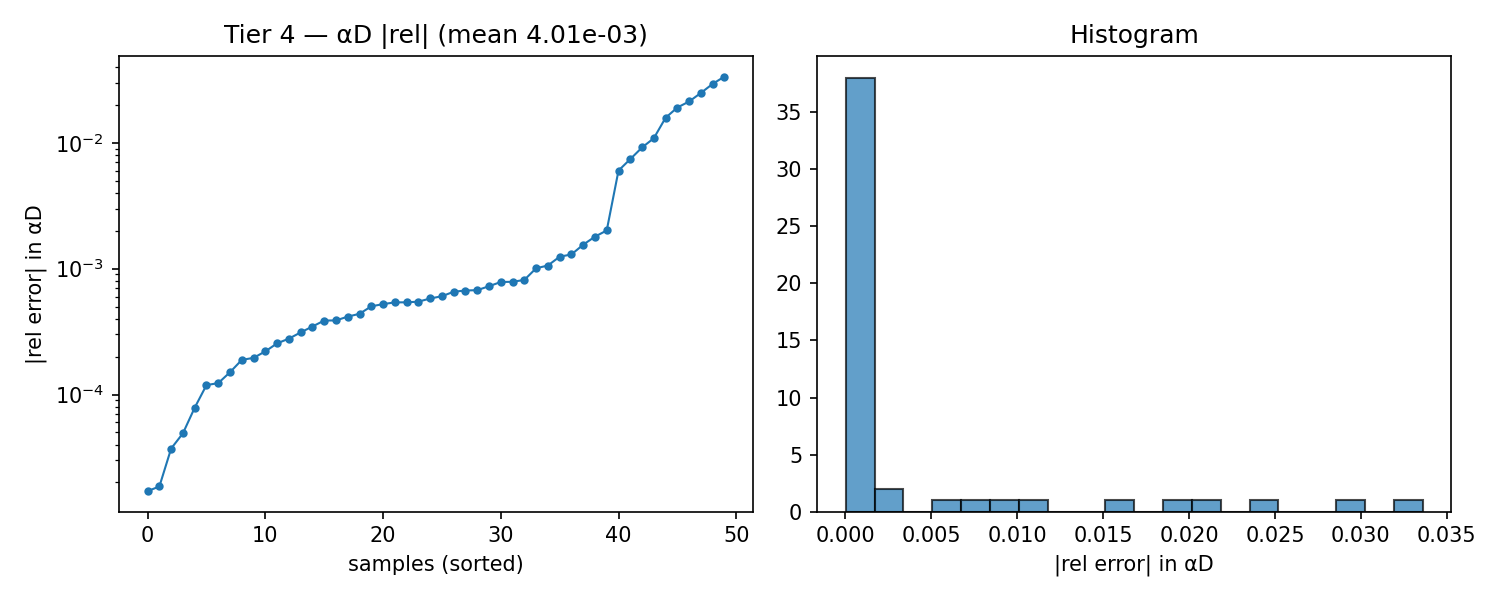 Tier 4 — αD |rel| (mean 4.01e-03)
|rel error| in αD
10⁻²
10⁻³
10⁻⁴
0 10 20 30 40 50
samples (sorted)
Histogram
35
30
25
20
15
10
5
0
0.000 0.005 0.010 0.015 0.020 0.025 0.030 0.035
|rel error| in αD